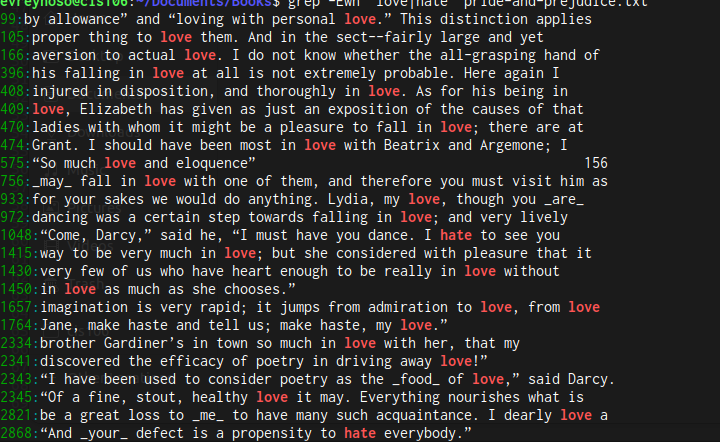 evreynoso@cis106:~/Documents/Books$ grep -Ewn "love|hate" pride-and-prejudice.txt
99:by allowance” and “loving with personal love.” This distinction applies
105:proper thing to love them. And in the sect--fairly large and yet
166:aversion to actual love. I do not know whether the all-grasping hand of
396:his falling in love at all is not extremely probable. Here again I
408:injured in disposition, and thoroughly in love. As for his being in
409:love, Elizabeth has given as just an exposition of the causes of that
470:ladies with whom it might be a pleasure to fall in love; there are at
474:Grant. I should have been most in love with Beatrix and Argemone; I
575:“So much love and eloquence” 156
756:_may_ fall in love with one of them, and therefore you must visit him as
933:for your sakes we would do anything. Lydia, my love, though you _are_
972:dancing was a certain step towards falling in love; and very lively
1048:“Come, Darcy,” said he, “I must have you dance. I hate to see you
1415:way to be very much in love; but she considered with pleasure that it
1430:very few of us who have heart enough to be really in love without
1450:in love as much as she chooses.”
1657:imagination is very rapid; it jumps from admiration to love, from love
1764:Jane, make haste and tell us; make haste, my love.”
2334:brother Gardiner’s in town so much in love with her, that my
2341:discovered the efficacy of poetry in driving away love!”
2343:“I have been used to consider poetry as the _food_ of love,” said Darcy.
2345:“Of a fine, stout, healthy love it may. Everything nourishes what is
2821:be a great loss to _me_ to have many such acquaintance. I dearly love a
2868:“And _your_ defect is a propensity to hate everybody.”